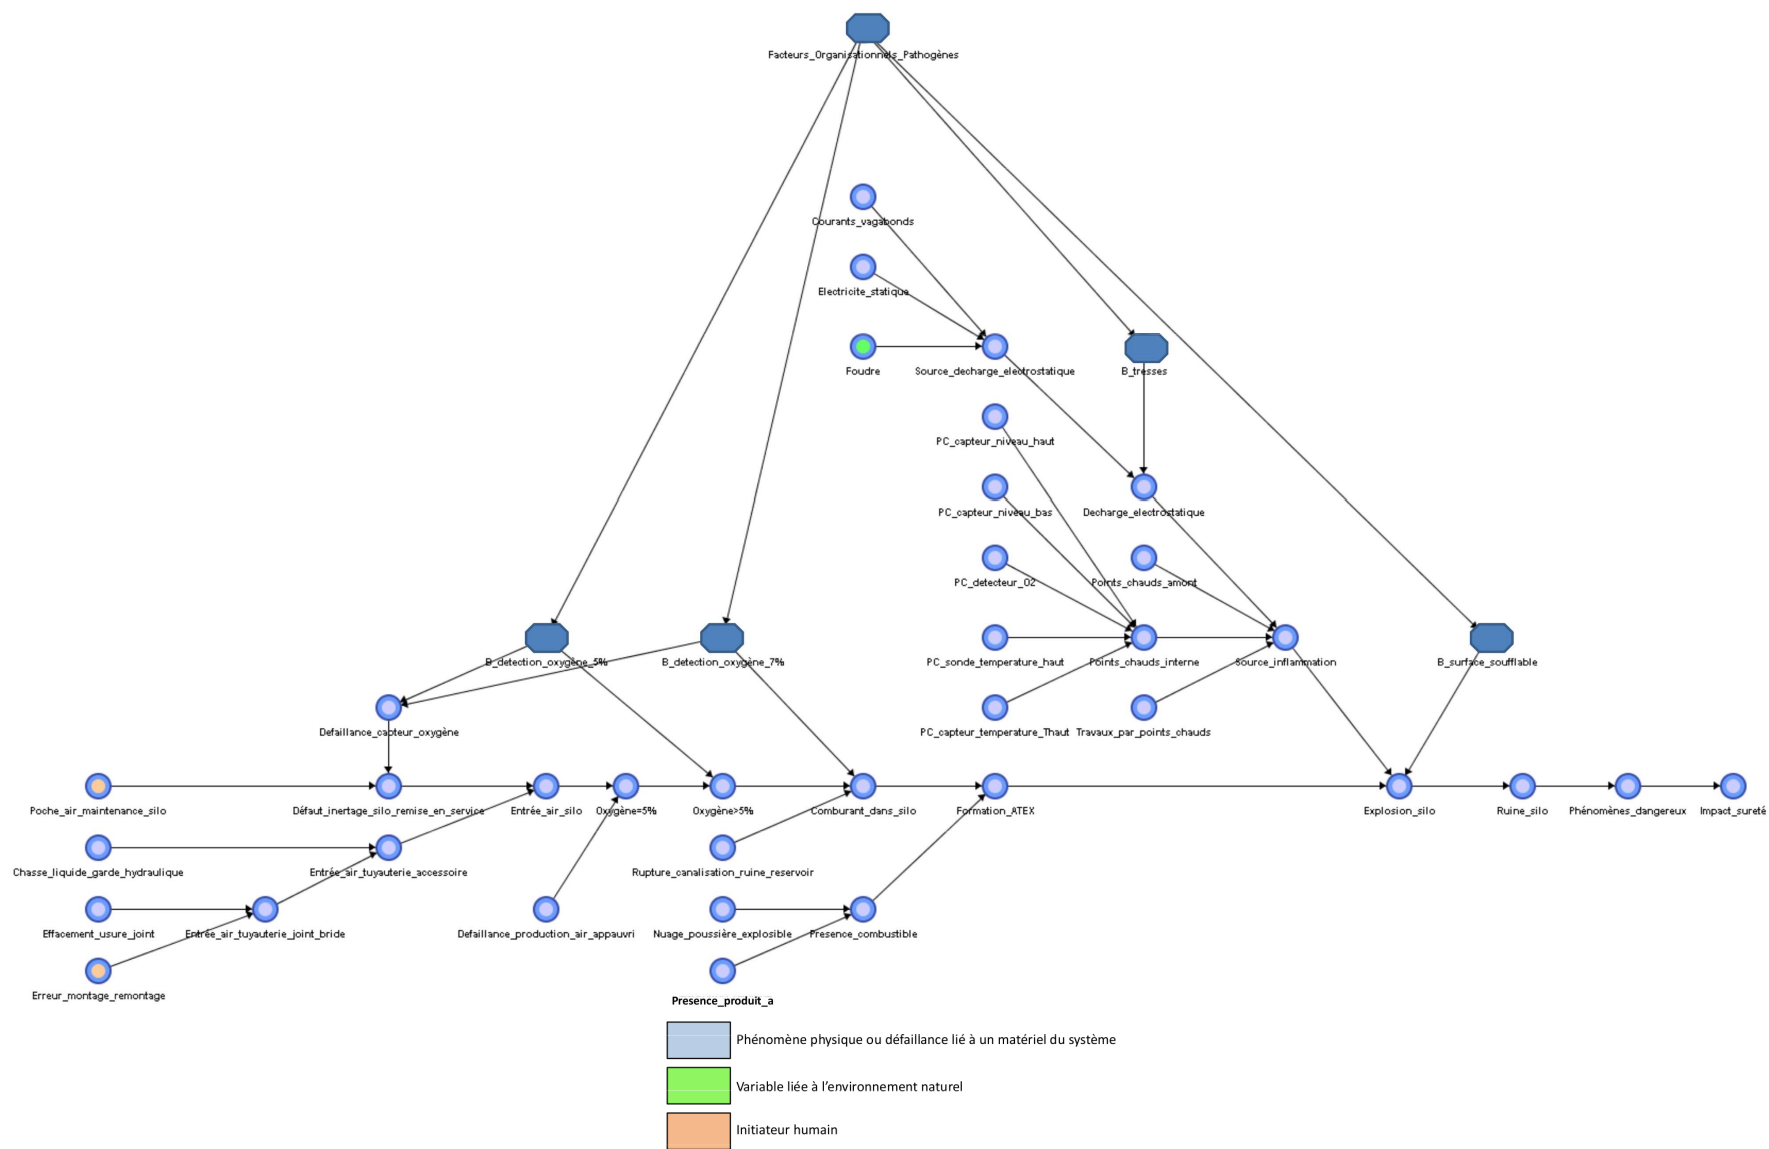 Facteurs_Organisationnels_Pathogènes
Courants_vagabonds
Electricite_statique
Foudre
Source_decharge_electrostatique
B_tresses
PC_capteur_niveau_haut
PC_capteur_niveau_bas
Decharge_electrostatique
PC_detecteur_O2
Points_chauds_amont
B_detection_oxygène_5%
B_detection_oxygène_7%
PC_sonde_temperature_haut
Points_chauds_interne
Source_inflammation
B_surface_soufflable
Defaillance_capteur_oxygène
PC_capteur_temperature_Thaut
Travaux_par_points_chauds
Poche_air_maintenance_silo
Défaut_inertage_silo_remise_en_service
Entrée_air_silo
Oxygène=5%
Oxygène>5%
Comburant_dans_silo
Formation_ATEX
Explosion_silo
Ruine_silo
Phénomènes_dangereux
Impact_sureté
Chasse_liquide_garde_hydraulique
Entrée_air_tuyauterie_accessoire
Rupture_canalisation_ruine_reservoir
Effacement_usure_joint
Entrée_air_tuyauterie_joint_bride
Defaillance_production_air_appauvri
Nuage_poussière_explosible
Presence_combustible
Erreur_montage_remontage
Presence_produit_a
Phénomène physique ou défaillance lié à un matériel du système
Variable liée à l'environnement naturel
Initiateur humain